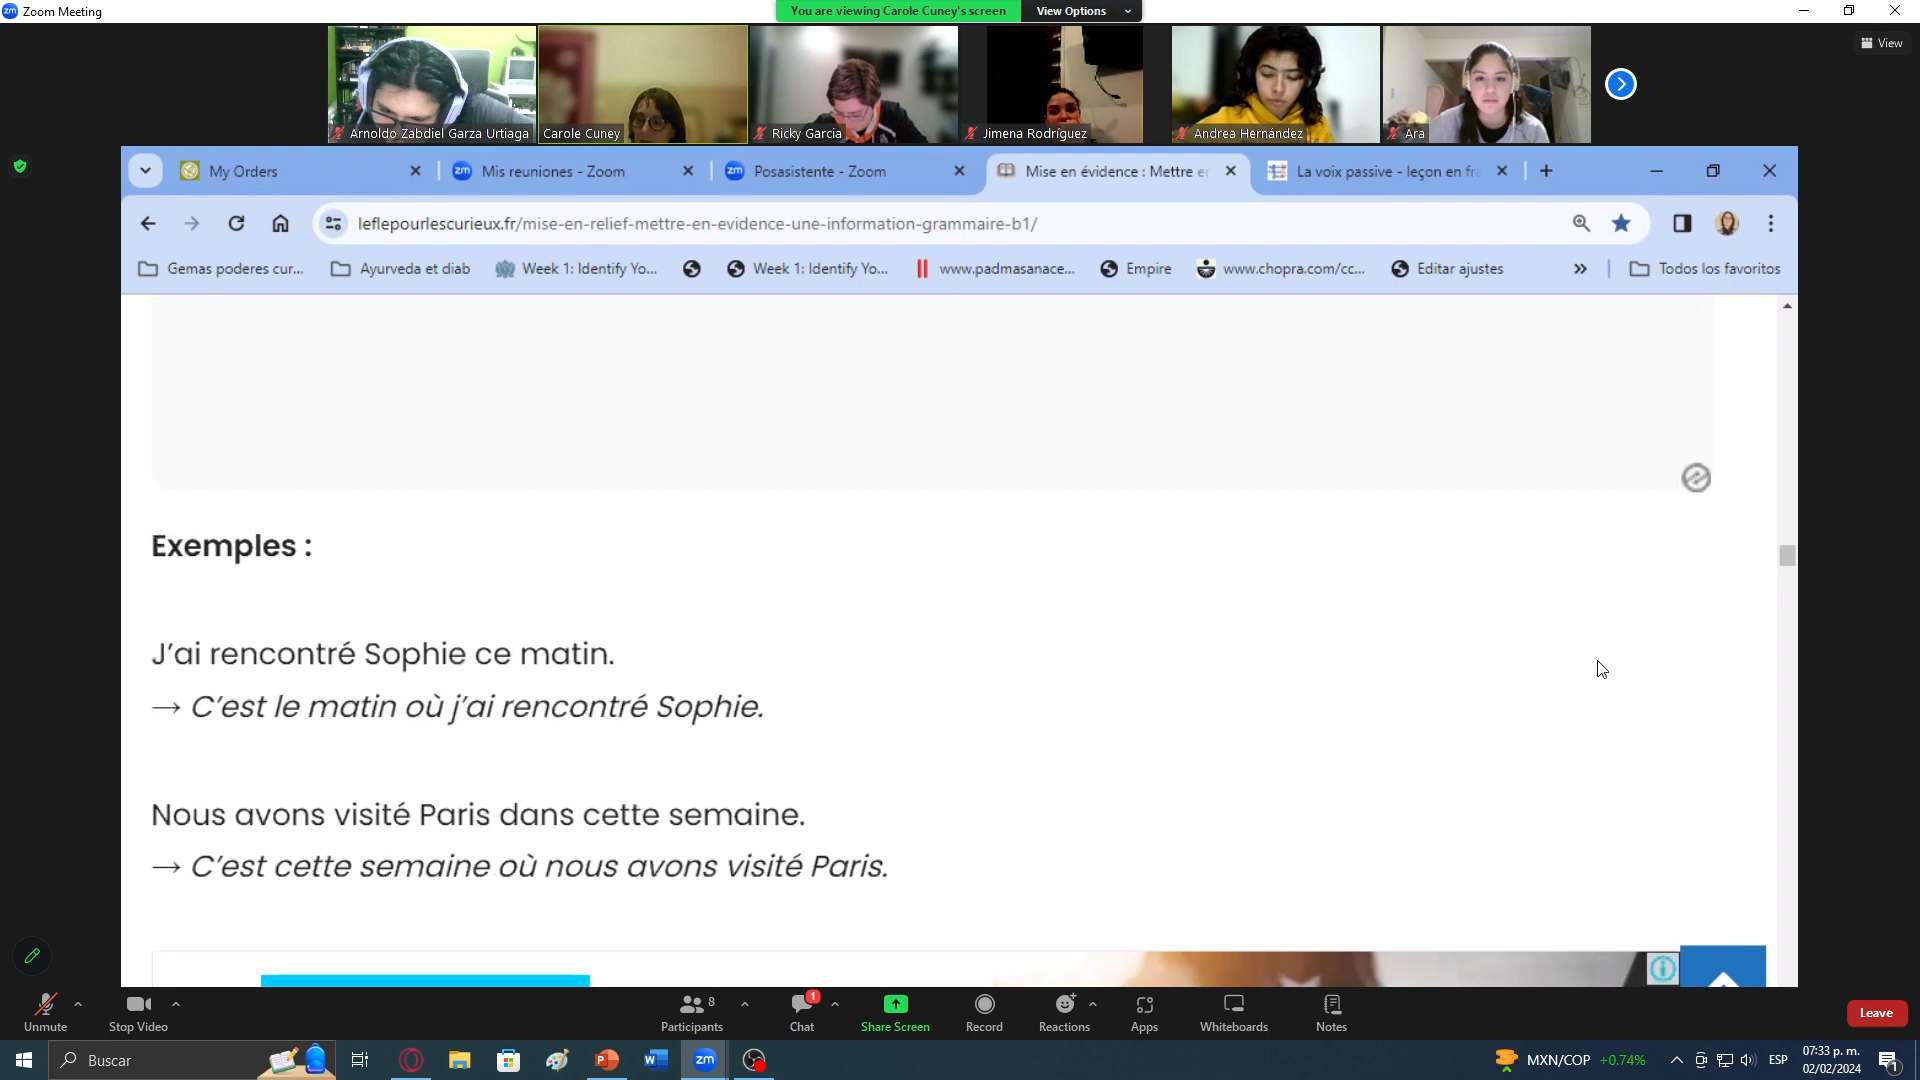 Zoom Meeting
You are viewing Carole Cuney's screen
View Options
View
Arnoldo Zabdiel Garza Urtiaga
Carole Cuney
Ricky Garcia
Jimena Rodríguez
Andrea Hernández
Ara
My Orders
Mis reuniones - Zoom
Posasistente - Zoom
Mise en évidence : Mettre en
La voix passive - leçon en fra
leflepourlescurieux.fr/mise-en-relief-mettre-en-evidence-une-information-grammaire-b1/
Gemas poderes cur...
Ayurveda et diab
Week 1: Identify Yo...
Week 1: Identify Yo...
www.padmasanace...
Empire
www.chopra.com/cc...
Editar ajustes
»
Todos los favoritos
Exemples :
J'ai rencontré Sophie ce matin.
→ C'est le matin où j'ai rencontré Sophie.
Nous avons visité Paris dans cette semaine.
→ C'est cette semaine où nous avons visité Paris.
Unmute
Stop Video
Participants
8
Chat
1
Share Screen
Record
Reactions
Apps
Whiteboards
Notes
Leave
Buscar
MXN/COP +0.74%
ESP
07:33 p. m.
02/02/2024
1